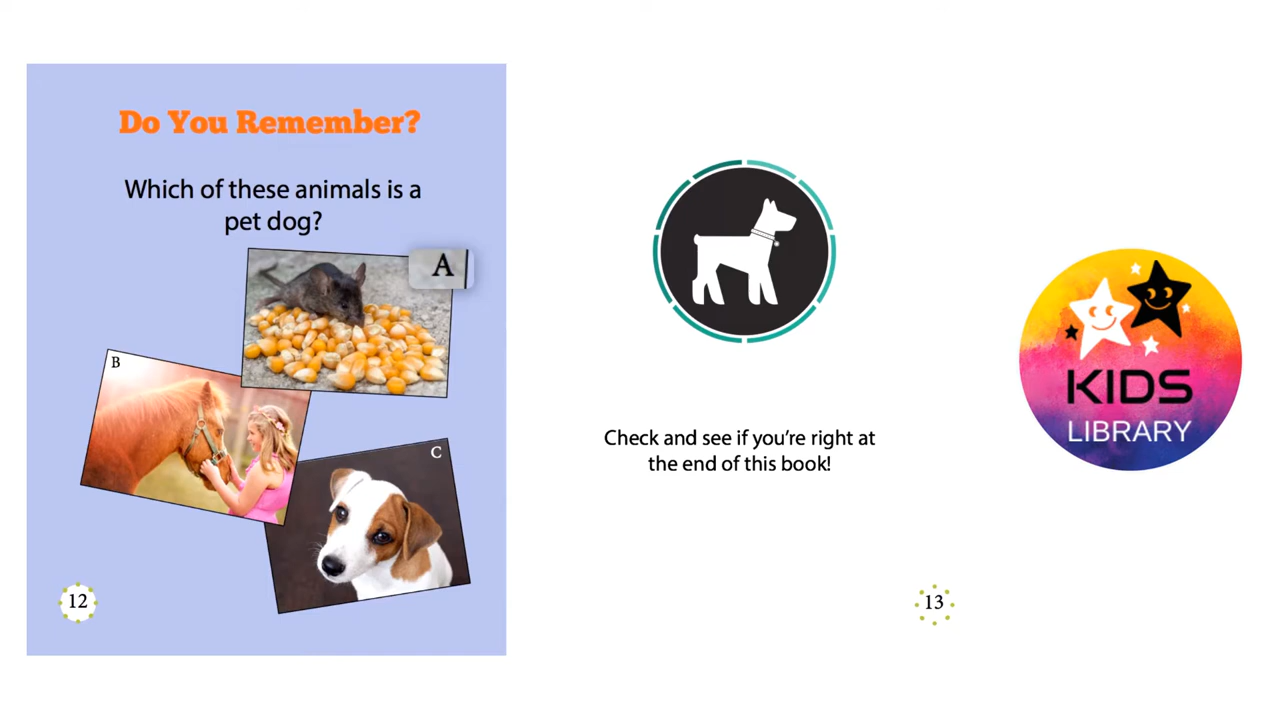 Do You Remember?
Which of these animals is a
pet dog?
A
B
C
12
Check and see if you’re right at
the end of this book!
13
KIDS
LIBRARY